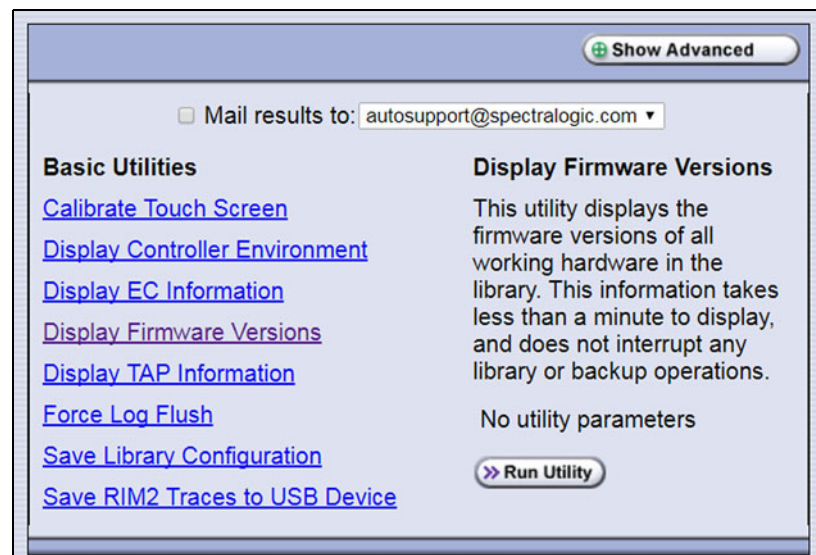 Show Advanced
Mail results to: autosupport@spectralogic.com
Basic Utilities
Calibrate Touch Screen
Display Controller Environment
Display EC Information
Display Firmware Versions
Display TAP Information
Force Log Flush
Save Library Configuration
Save RIM2 Traces to USB Device
Display Firmware Versions
This utility displays the
firmware versions of all
working hardware in the
library. This information takes
less than a minute to display,
and does not interrupt any
library or backup operations.
No utility parameters
Run Utility